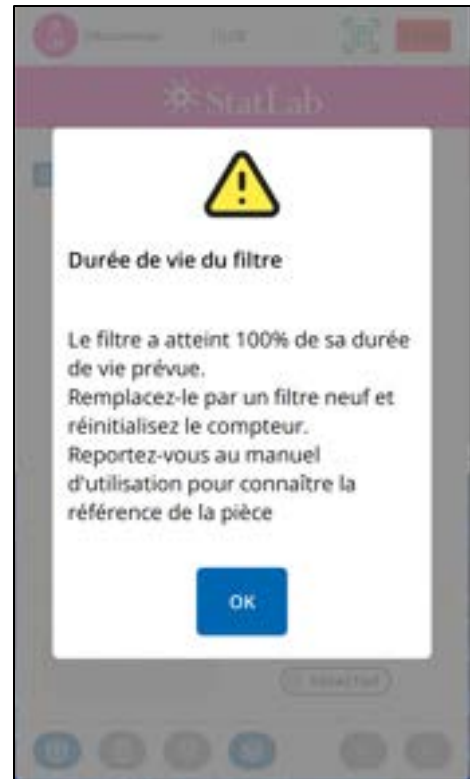 StatLab
Durée de vie du filtre
Le filtre a atteint 100% de sa durée
de vie prévue.
Remplacez-le par un filtre neuf et
réinitialisez le compteur.
Reportez-vous au manuel
d'utilisation pour connaître la
référence de la pièce
OK